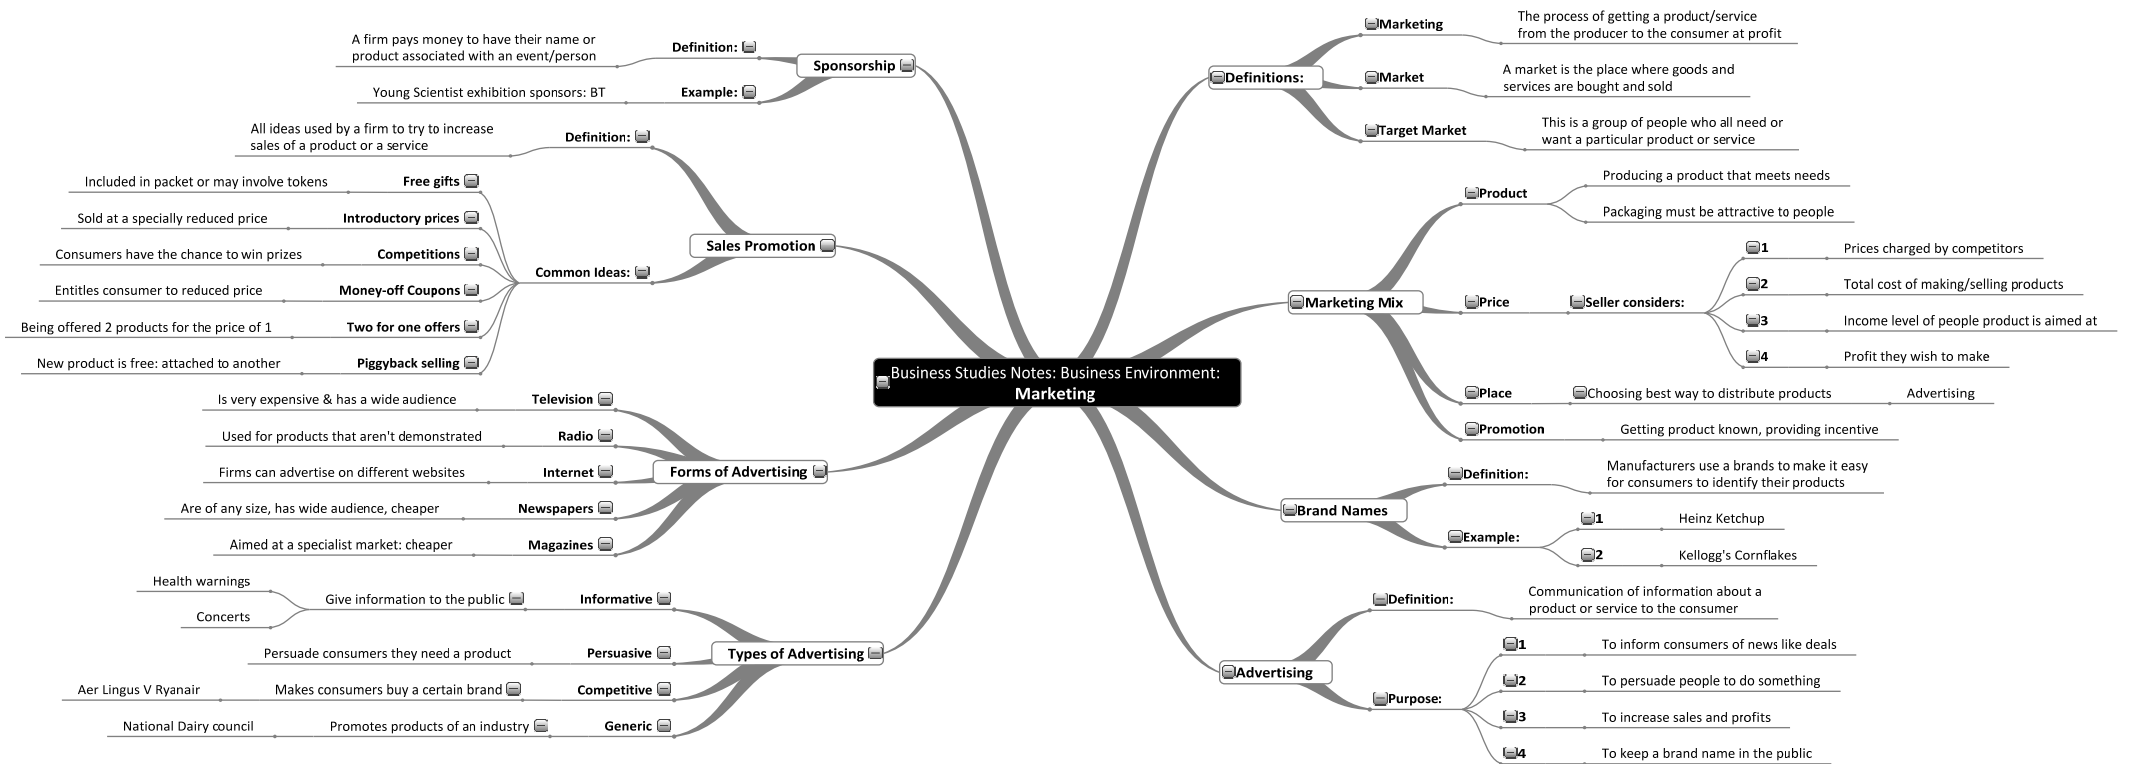 Business Studies Notes: Business Environment:
Marketing
Definitions:
Marketing
The process of getting a product/service
from the producer to the consumer at profit
Market
A market is the place where goods and
services are bought and sold
Target Market
This is a group of people who all need or
want a particular product or service
Marketing Mix
Product
Producing a product that meets needs
Packaging must be attractive to people
Price
Seller considers:
1
Prices charged by competitors
2
Total cost of making/selling products
3
Income level of people product is aimed at
4
Profit they wish to make
Place
Choosing best way to distribute products
Advertising
Promotion
Getting product known, providing incentive
Brand Names
Definition:
Manufacturers use a brands to make it easy
for consumers to identify their products
Example:
1
Heinz Ketchup
2
Kellogg's Cornflakes
Advertising
Definition:
Communication of information about a
product or service to the consumer
Purpose:
1
To inform consumers of news like deals
2
To persuade people to do something
3
To increase sales and profits
4
To keep a brand name in the public
Sponsorship
Definition:
A firm pays money to have their name or
product associated with an event/person
Example:
Young Scientist exhibition sponsors: BT
Sales Promotion
Definition:
All ideas used by a firm to try to increase
sales of a product or a service
Common Ideas:
Free gifts
Included in packet or may involve tokens
Introductory prices
Sold at a specially reduced price
Competitions
Consumers have the chance to win prizes
Money-off Coupons
Entitles consumer to reduced price
Two for one offers
Being offered 2 products for the price of 1
Piggyback selling
New product is free: attached to another
Forms of Advertising
Television
Is very expensive & has a wide audience
Radio
Used for products that aren't demonstrated
Internet
Firms can advertise on different websites
Newspapers
Are of any size, has wide audience, cheaper
Magazines
Aimed at a specialist market: cheaper
Types of Advertising
Informative
Give information to the public
Health warnings
Concerts
Persuasive
Persuade consumers they need a product
Competitive
Makes consumers buy a certain brand
Aer Lingus V Ryanair
Generic
Promotes products of an industry
National Dairy council